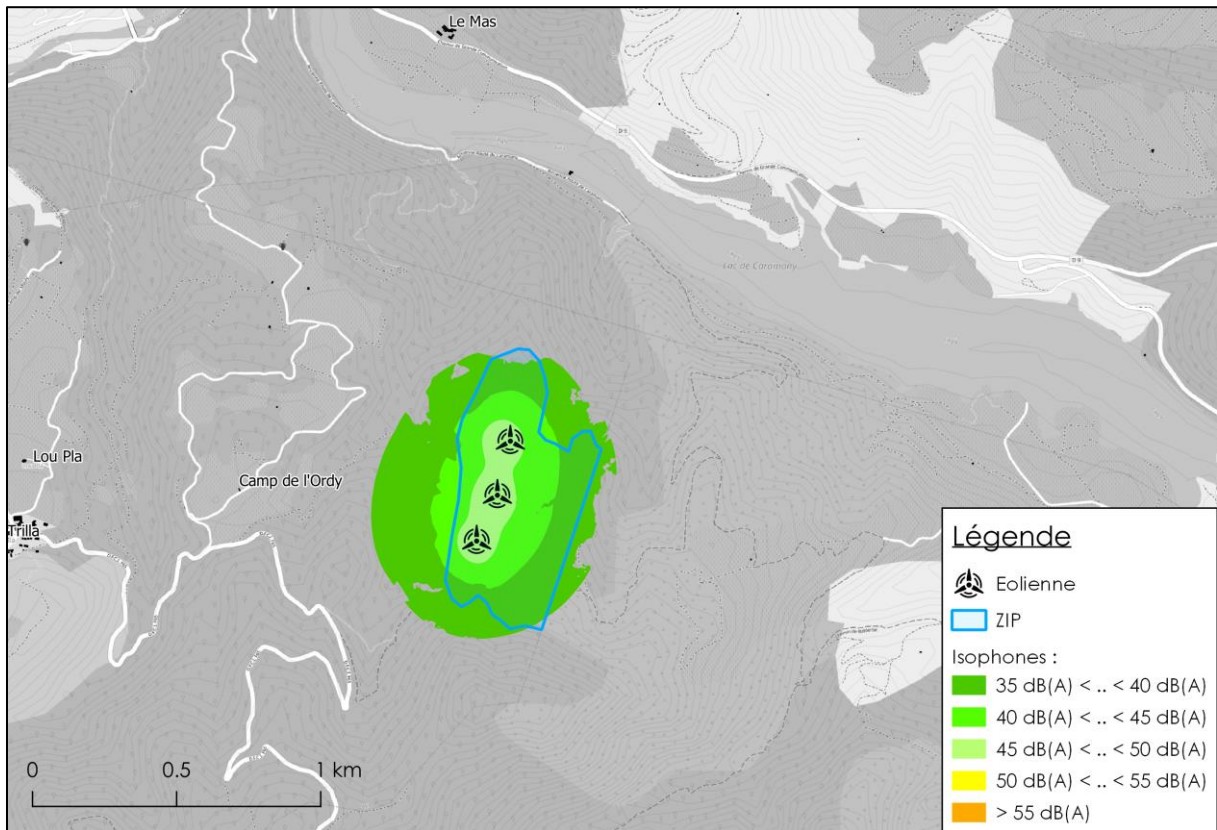 Le Mas
D 9
Lac de Caramany
D 9
Lou Pla
Camp de l'Ordy
Trilla
0 0.5 1 km
Légende
Eolienne
ZIP
Isophones :
35 dB(A) < .. < 40 dB(A)
40 dB(A) < .. < 45 dB(A)
45 dB(A) < .. < 50 dB(A)
50 dB(A) < .. < 55 dB(A)
> 55 dB(A)